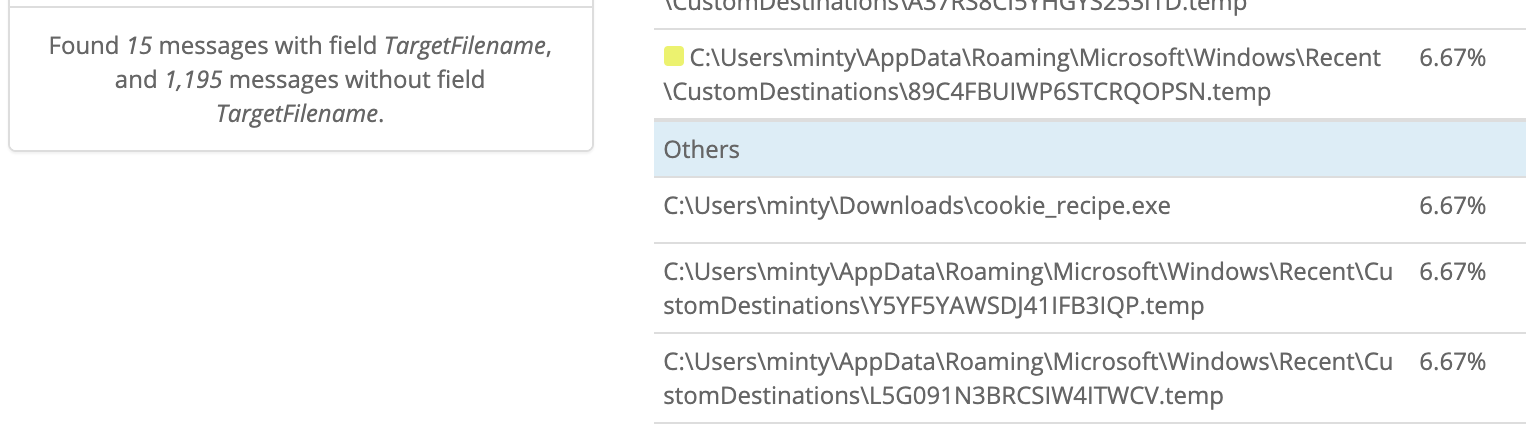 \CustomDestinations\A37RS8CI5YHGYS253ITD.temp
Found 15 messages with field TargetFilename,
and 1,195 messages without field
TargetFilename.
C:\Users\minty\AppData\Roaming\Microsoft\Windows\Recent 6.67%
\CustomDestinations\89C4FBUIWP6STCRQOPSN.temp
Others
C:\Users\minty\Downloads\cookie_recipe.exe 6.67%
C:\Users\minty\AppData\Roaming\Microsoft\Windows\Recent\Cu 6.67%
stomDestinations\Y5YF5YAWSDJ41IFB3IQP.temp
C:\Users\minty\AppData\Roaming\Microsoft\Windows\Recent\Cu 6.67%
stomDestinations\L5G091N3BRCSIW4ITWCV.temp